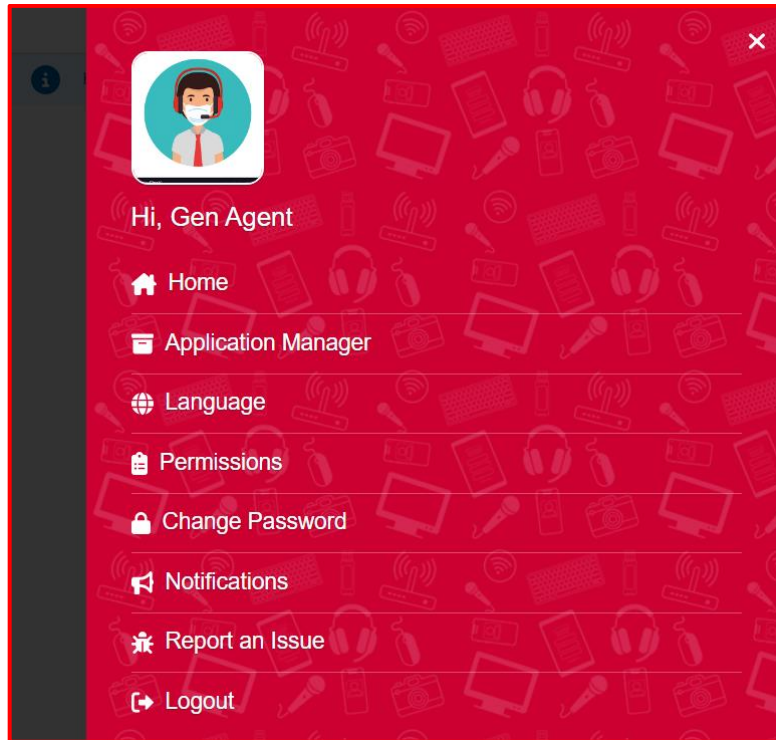 Hi, Gen Agent
Home
Application Manager
Language
Permissions
Change Password
Notifications
Report an Issue
Logout